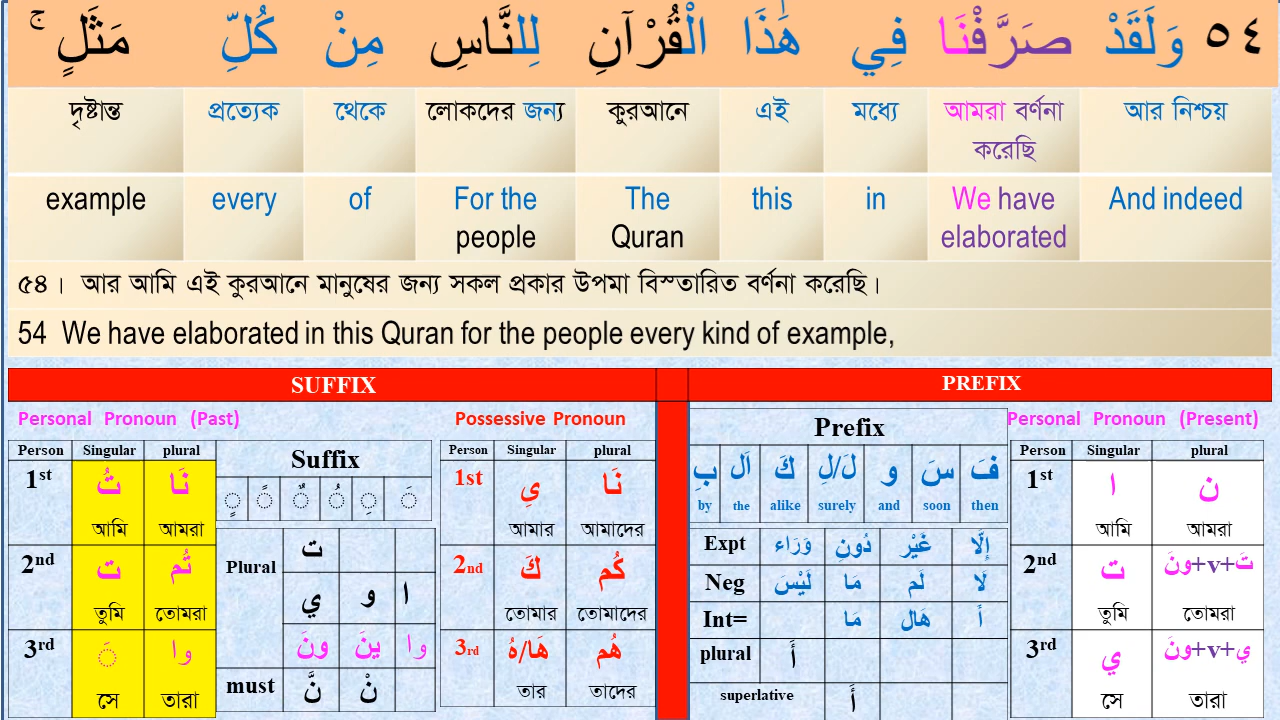 ٥٤ وَلَقَدْ صَرَّفْنَا فِي هَٰذَا الْقُرْآنِ لِلنَّاسِ مِنْ كُلِّ مَثَلٍ ۚ
দৃষ্টান্ত প্রত্যেক থেকে লোকদের জন্য কুরআনে এই মধ্যে আমরা বর্ণনা করেছি আর নিশ্চয়
example every of For the people The Quran this in We have elaborated And indeed
৫৪। আর আমি এই কুরআনে মানুষের জন্য সকল প্রকার উপমা বিস্তারিত বর্ণনা করেছি।
54 We have elaborated in this Quran for the people every kind of example,
SUFFIX
Personal Pronoun (Past)
Person Singular plural
1st تُ نَا
আমি আমরা
2nd ت تُم
তুমি তোমরা
3rd َ وا
সে তারা
Suffix
ٍ ً ٌ ُ ِ َ
Plural ت
ي و ا
ونَ ينَ وا
must نَّ نْ
Possessive Pronoun
Person Singular plural
1st يِ نَا
আমার আমাদের
2nd كَ كُم
তোমার তোমাদের
3rd هَا/هُ هُم
তার তাদের
PREFIX
Prefix
بِ اَل كَ لَ/لِ و سَ فَ
by the alike surely and soon then
Expt وَرَاء دُونِ غَيْر إِلَّا
Neg لَيْسَ مَا لَم لَا
Int= مَا هَال أَ
plural أَ
superlative أَ
Personal Pronoun (Present)
Person Singular plural
1st ا ن
আমি আমরা
2nd ت تَ+v+ونَ
তুমি তোমরা
3rd ي ي+v+ونَ
সে তারা